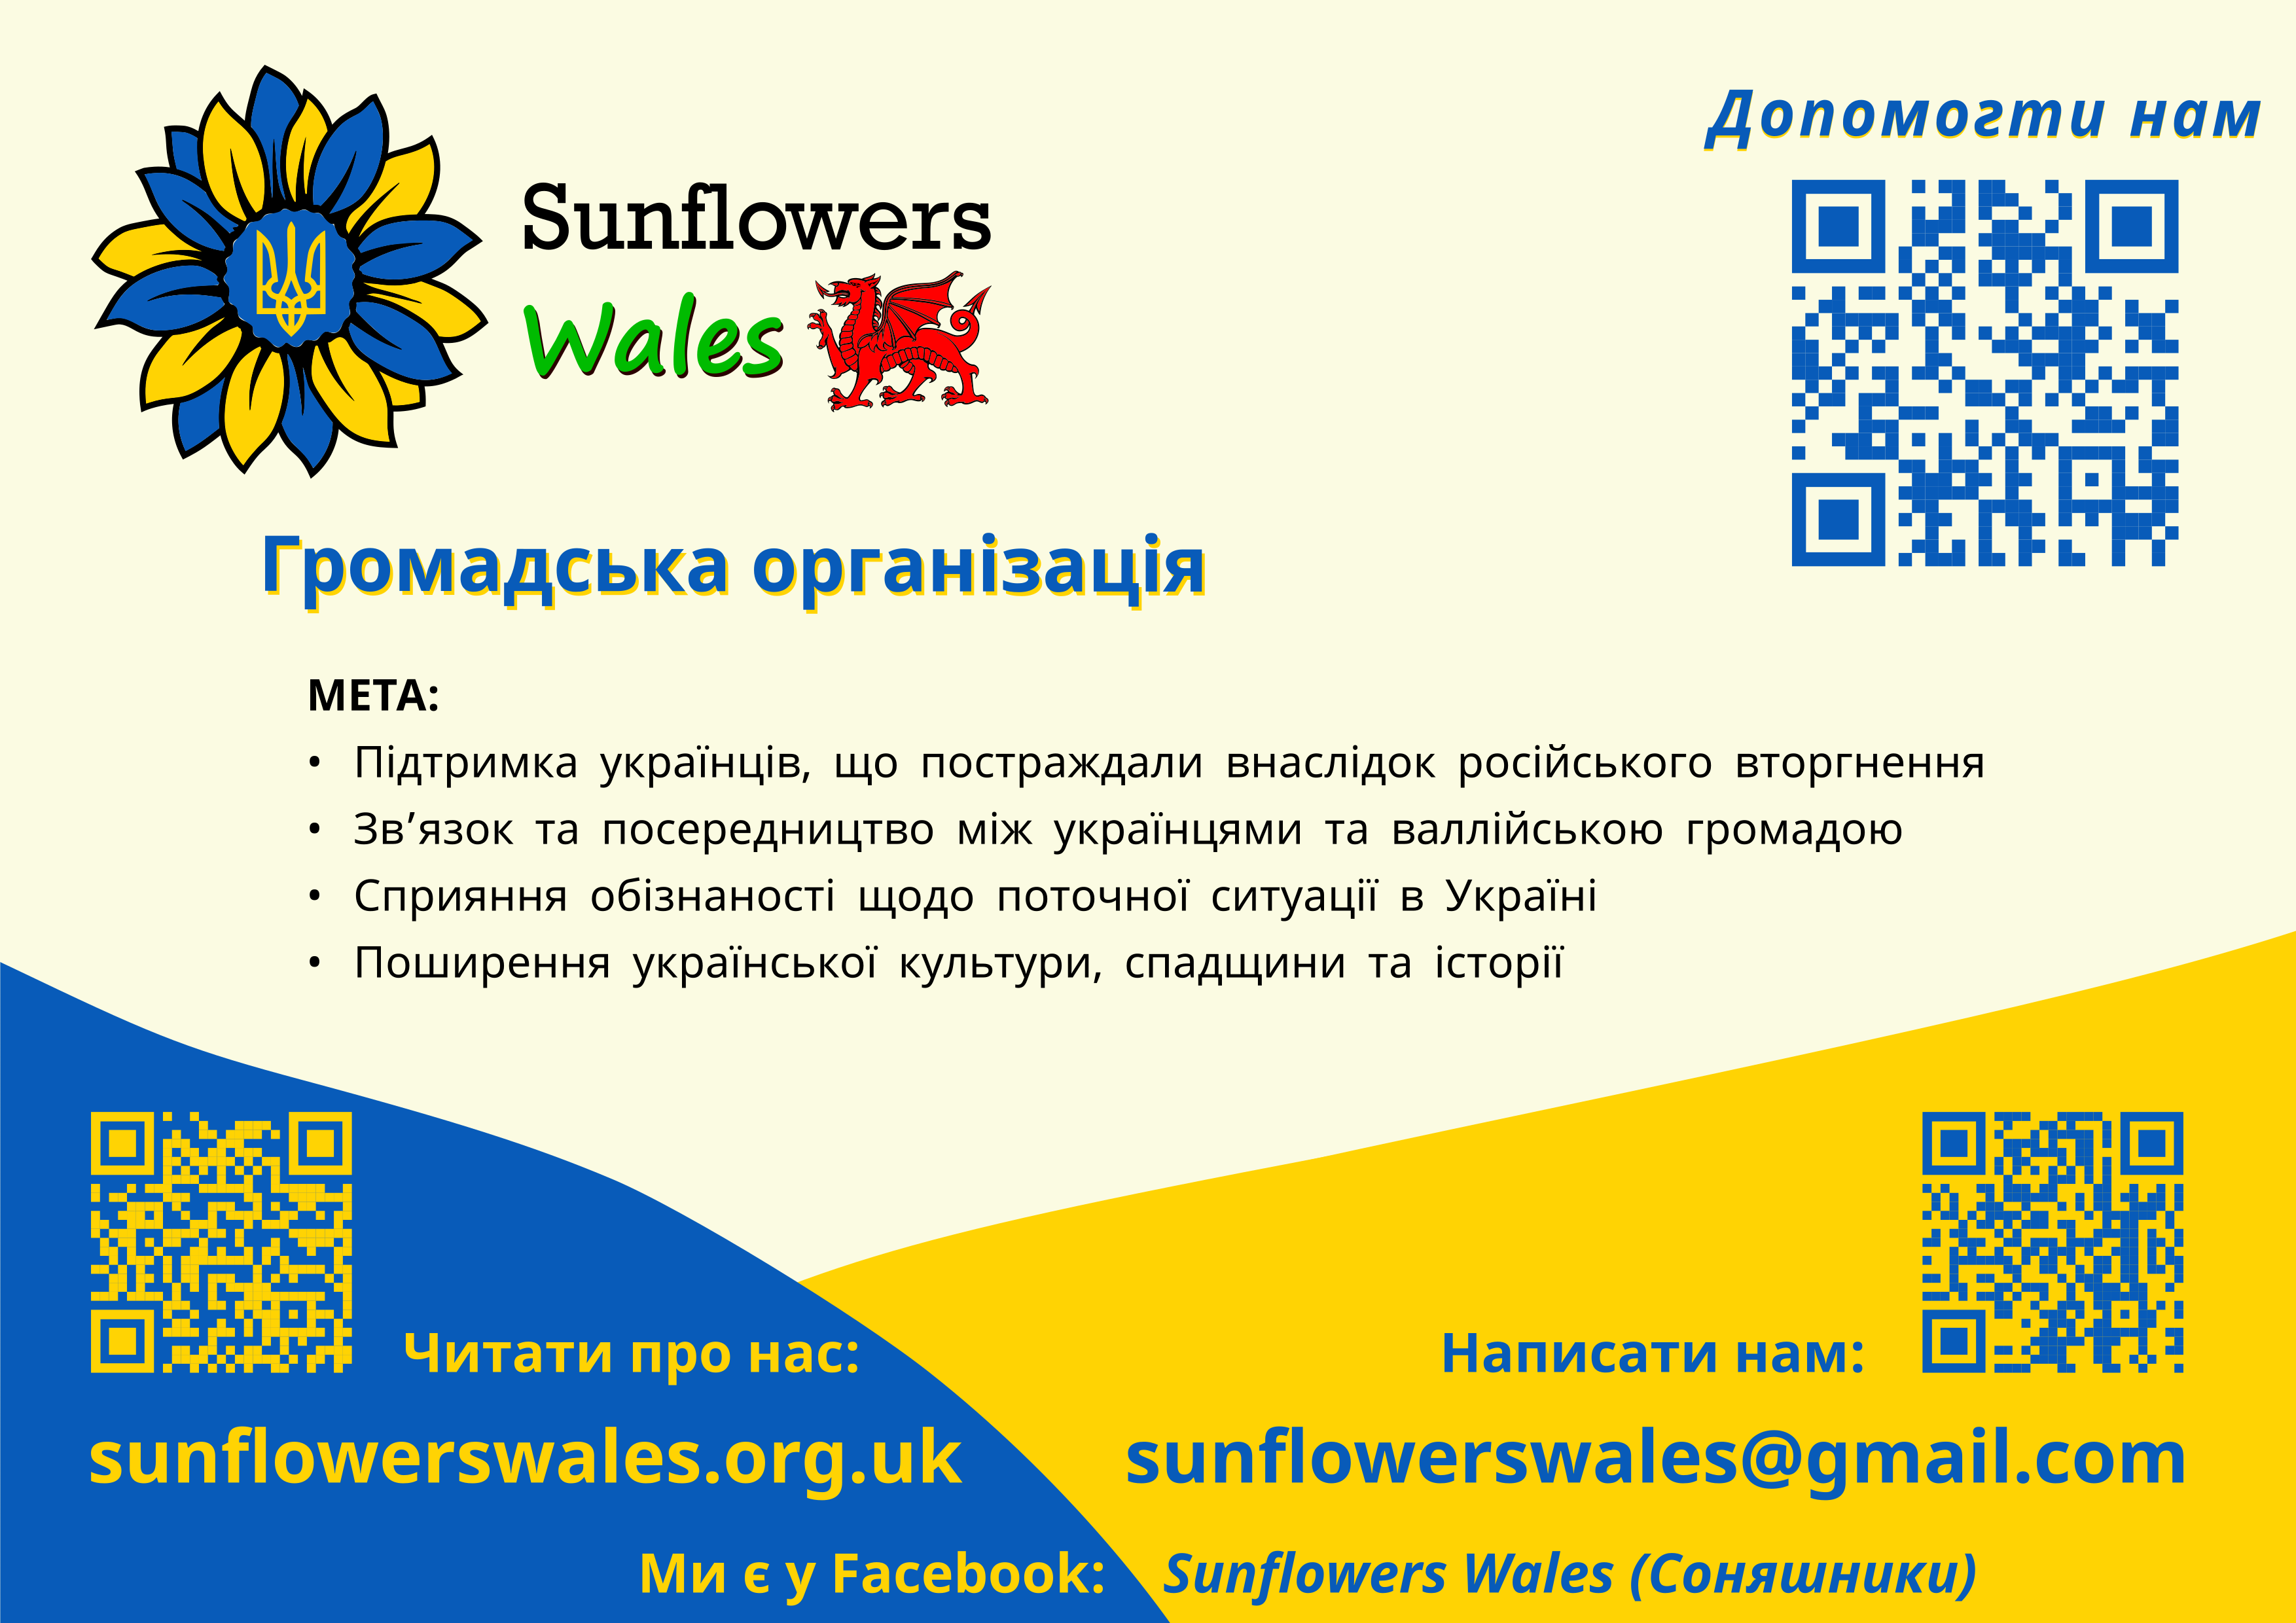 Допомогти нам
Sunflowers
Wales
Громадська організація
МЕТА:
• Підтримка українців, що постраждали внаслідок російського вторгнення
• Зв’язок та посередництво між українцями та валлійською громадою
• Сприяння обізнаності щодо поточної ситуації в Україні
• Поширення української культури, спадщини та історії
Читати про нас:
sunflowerswales.org.uk
Написати нам:
sunflowerswales@gmail.com
Ми є у Facebook: Sunflowers Wales (Соняшники)